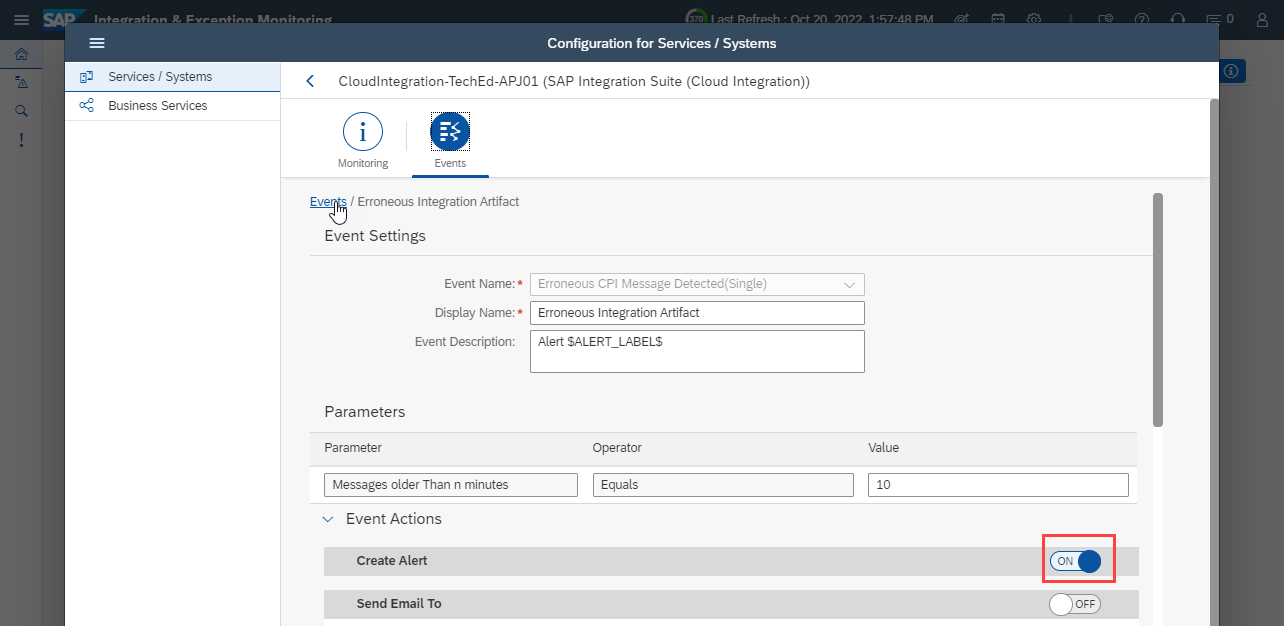 SAP Integration & Exception Monitoring
370 Last Refresh : Oct 20, 2022, 1:57:48 PM
0
Configuration for Services / Systems
Services / Systems
Business Services
CloudIntegration-TechEd-APJ01 (SAP Integration Suite (Cloud Integration))
Monitoring
Events
Events / Erroneous Integration Artifact
Event Settings
Event Name:* Erroneous CPI Message Detected(Single)
Display Name:* Erroneous Integration Artifact
Event Description: Alert $ALERT_LABEL$
Parameters
Parameter Operator Value
Messages older Than n minutes Equals 10
Event Actions
Create Alert ON
Send Email To OFF